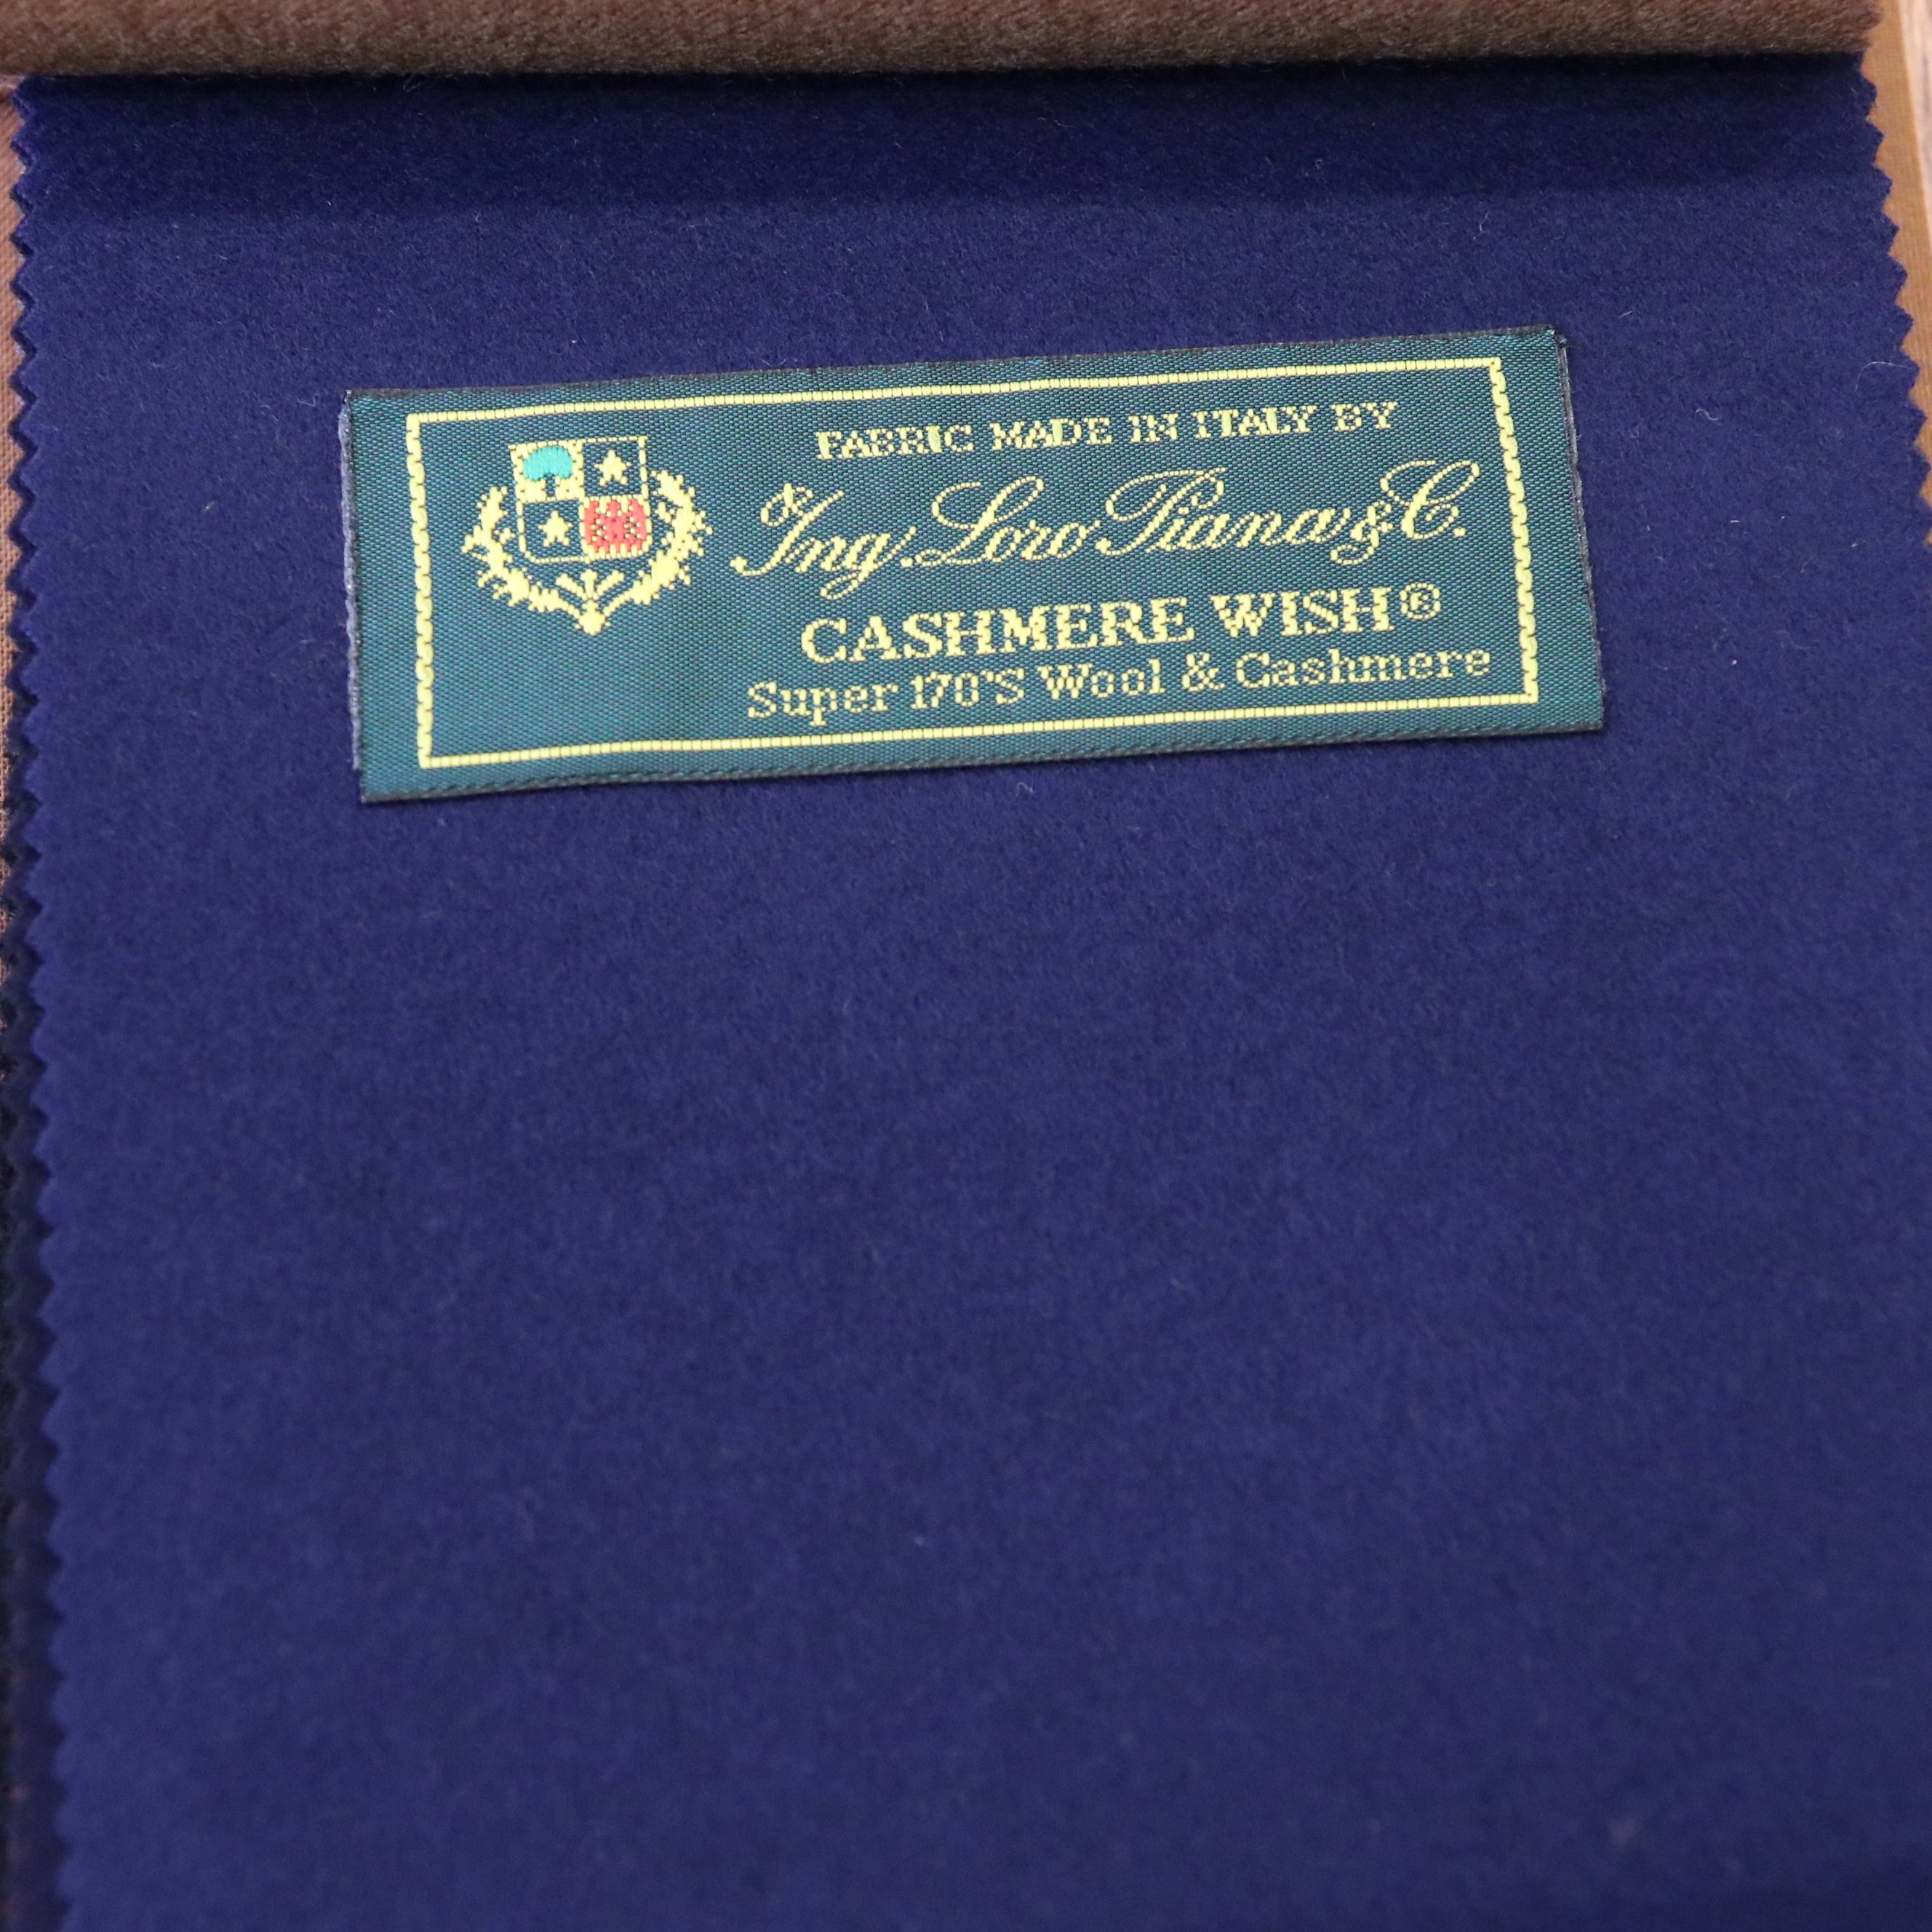 FABRIC MADE IN ITALY BY
Ing. Loro Piana & C.
CASHMERE WISH®
Super 170'S Wool & Cashmere